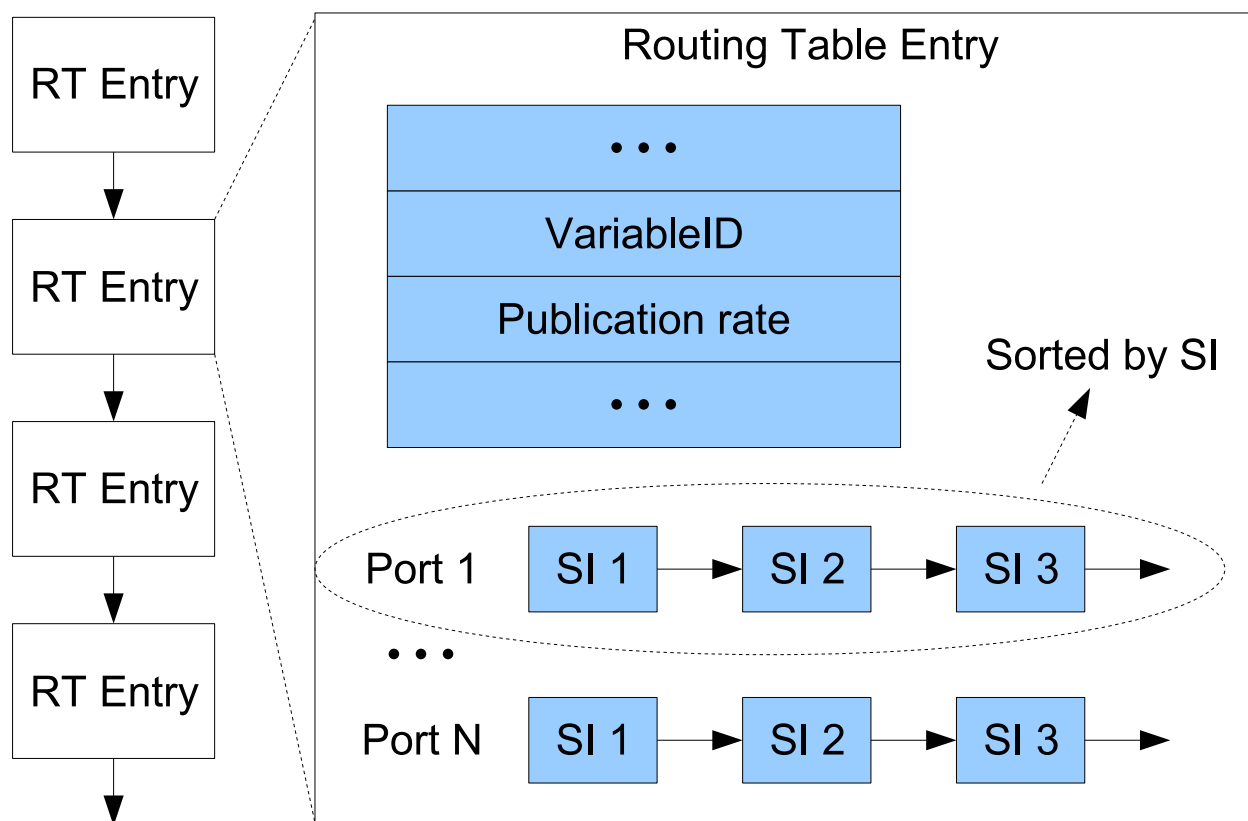 RT Entry
RT Entry
RT Entry
RT Entry
Routing Table Entry
• • •
VariableID
Publication rate
• • •
Sorted by SI
Port 1 SI 1 SI 2 SI 3
• • •
Port N SI 1 SI 2 SI 3